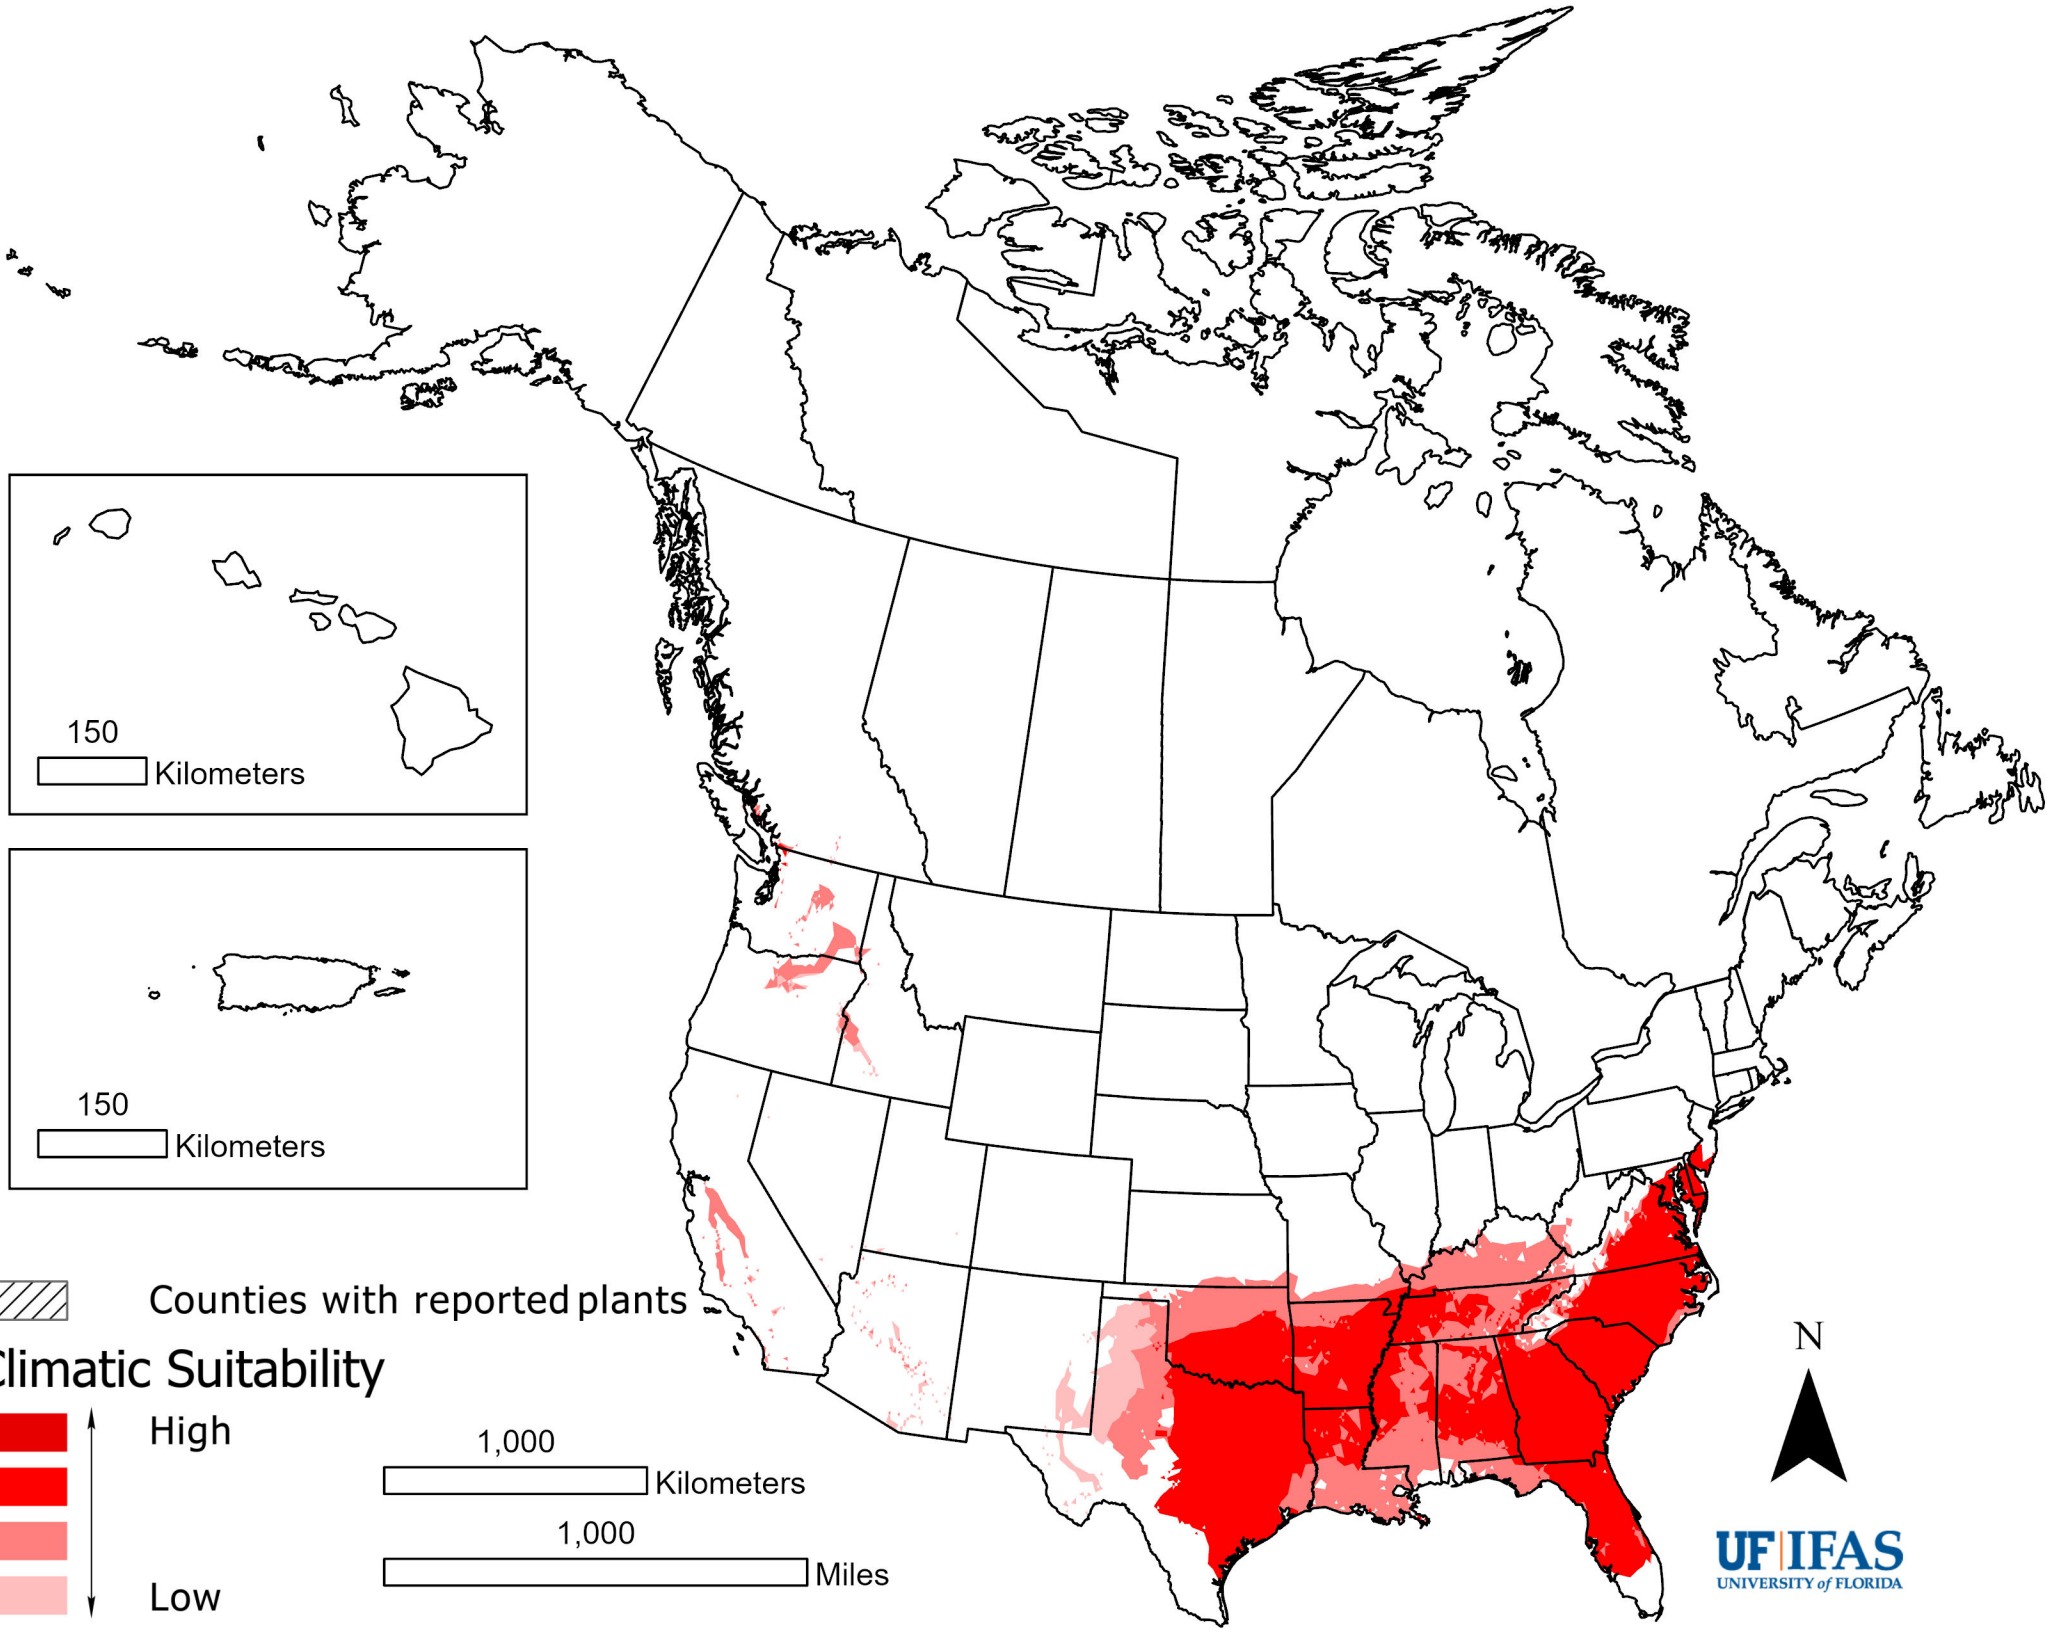 150
Kilometers
150
Kilometers
Counties with reported plants
Climatic Suitability
High
Low
1,000
Kilometers
1,000
Miles
N
UF|IFAS
UNIVERSITY of FLORIDA